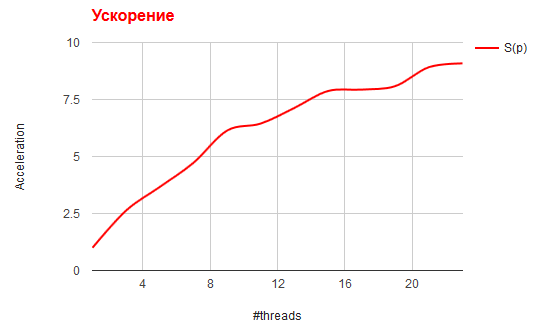 Ускорение
S(p)
10
7.5
5
2.5
0
Acceleration
4 8 12 16 20
#threads